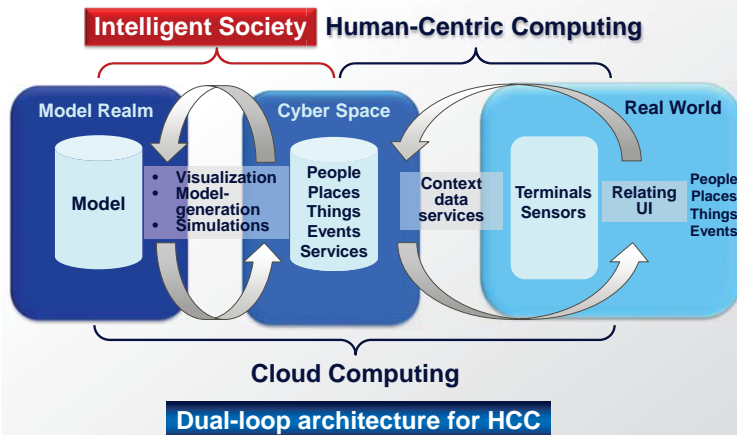 Intelligent Society
Human-Centric Computing
Model Realm
Cyber Space
Real World
Model
• Visualization
• Model-
generation
• Simulations
People
Places
Things
Events
Services
Context
data
services
Terminals
Sensors
Relating
UI
People
Places
Things
Events
Cloud Computing
Dual-loop architecture for HCC